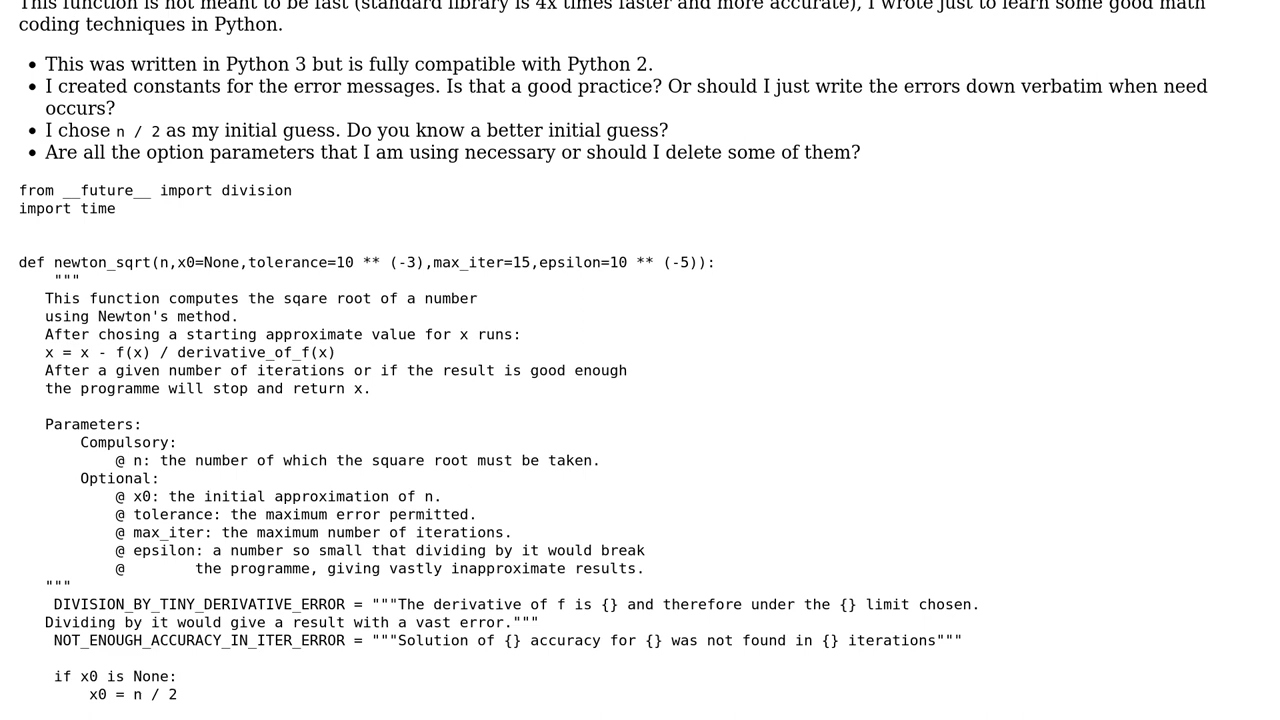 This function is not meant to be fast (standard library is 4x times faster and more accurate), I wrote just to learn some good math
coding techniques in Python.
• This was written in Python 3 but is fully compatible with Python 2.
• I created constants for the error messages. Is that a good practice? Or should I just write the errors down verbatim when need
occurs?
• I chose n / 2 as my initial guess. Do you know a better initial guess?
• Are all the option parameters that I am using necessary or should I delete some of them?
from __future__ import division
import time
def newton_sqrt(n,x0=None,tolerance=10 ** (-3),max_iter=15,epsilon=10 ** (-5)):
    """
   This function computes the sqare root of a number
   using Newton's method.
   After chosing a starting approximate value for x runs:
   x = x - f(x) / derivative_of_f(x)
   After a given number of iterations or if the result is good enough
   the programme will stop and return x.
   Parameters:
       Compulsory:
           @ n: the number of which the square root must be taken.
       Optional:
           @ x0: the initial approximation of n.
           @ tolerance: the maximum error permitted.
           @ max_iter: the maximum number of iterations.
           @ epsilon: a number so small that dividing by it would break
           @        the programme, giving vastly inapproximate results.
   """
    DIVISION_BY_TINY_DERIVATIVE_ERROR = """The derivative of f is {} and therefore under the {} limit chosen.
   Dividing by it would give a result with a vast error."""
    NOT_ENOUGH_ACCURACY_IN_ITER_ERROR = """Solution of {} accuracy for {} was not found in {} iterations"""
    if x0 is None:
        x0 = n / 2